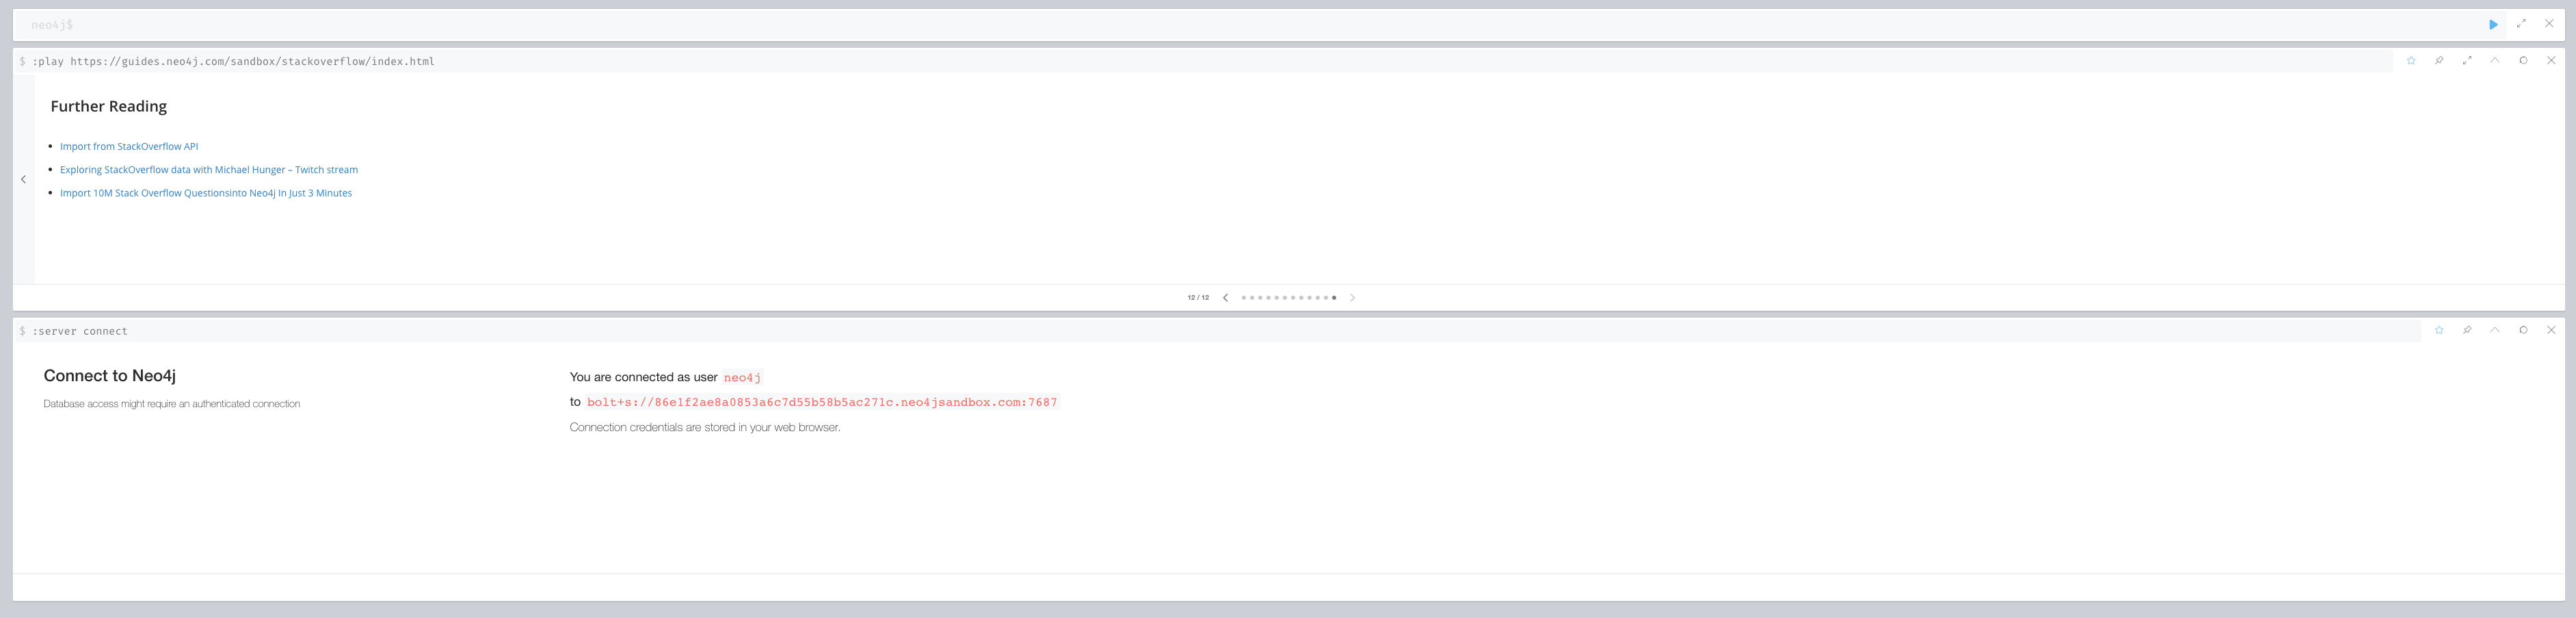 neo4j$
$ :play https://guides.neo4j.com/sandbox/stackoverflow/index.html
Further Reading
• Import from StackOverflow API
• Exploring StackOverflow data with Michael Hunger – Twitch stream
• Import 10M Stack Overflow Questionsinto Neo4j In Just 3 Minutes
12 / 12
$ :server connect
Connect to Neo4j
Database access might require an authenticated connection
You are connected as user neo4j
to bolt+s://86e1f2ae8a0853a6c7d55b58b5ac271c.neo4jsandbox.com:7687
Connection credentials are stored in your web browser.